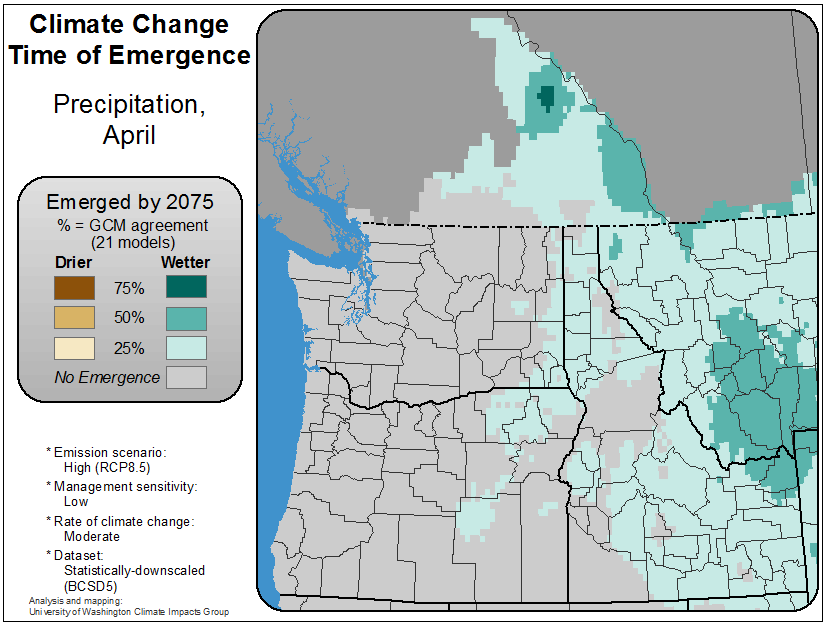 Climate Change
Time of Emergence
Precipitation,
April
Emerged by 2075
% = GCM agreement
(21 models)
Drier Wetter
75%
50%
25%
No Emergence
* Emission scenario:
High (RCP8.5)
* Management sensitivity:
Low
* Rate of climate change:
Moderate
* Dataset:
Statistically-downscaled
(BCSD5)
Analysis and mapping:
University of Washington Climate Impacts Group